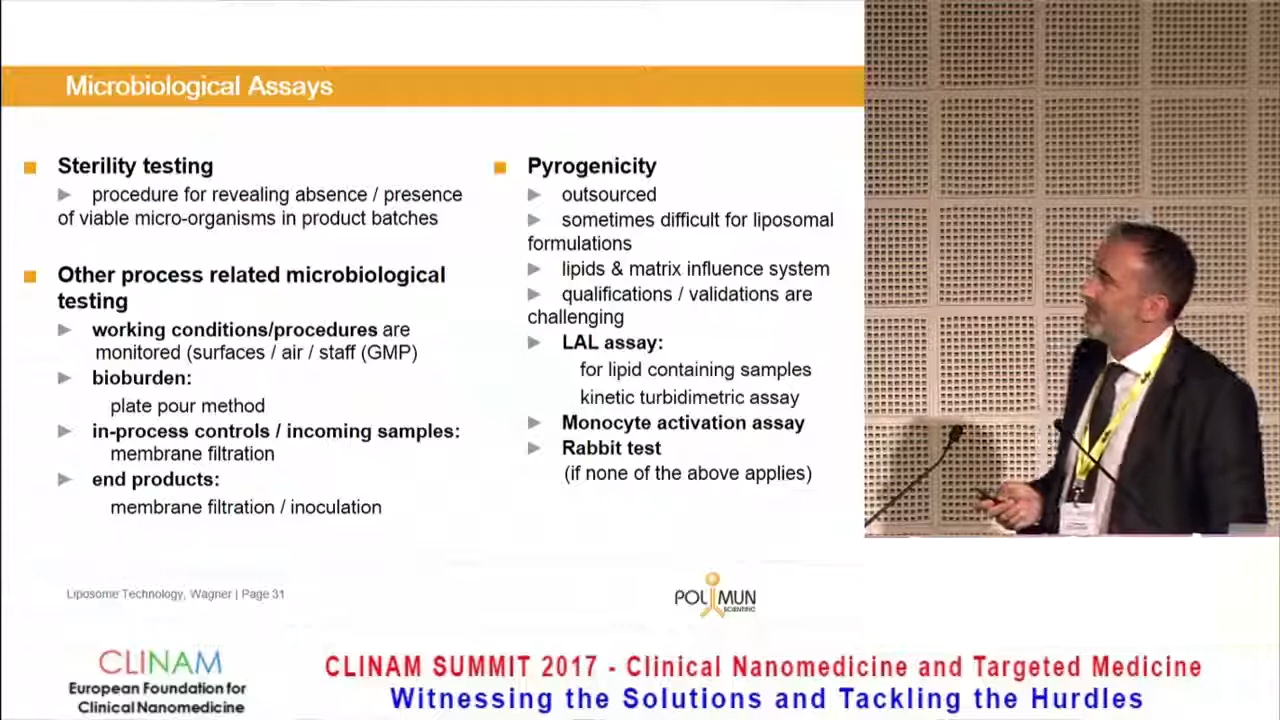 Microbiological Assays
Sterility testing
procedure for revealing absence / presence
of viable micro-organisms in product batches
Other process related microbiological
testing
working conditions/procedures are
monitored (surfaces / air / staff (GMP)
bioburden:
plate pour method
in-process controls / incoming samples:
membrane filtration
end products:
membrane filtration / inoculation
Pyrogenicity
outsourced
sometimes difficult for liposomal
formulations
lipids & matrix influence system
qualifications / validations are
challenging
LAL assay:
for lipid containing samples
kinetic turbidimetric assay
Monocyte activation assay
Rabbit test
(if none of the above applies)
Liposome Technology, Wagner | Page 31
POLYMUN
SCIENTIFIC
CLINAM
European Foundation for
Clinical Nanomedicine
CLINAM SUMMIT 2017 - Clinical Nanomedicine and Targeted Medicine
Witnessing the Solutions and Tackling the Hurdles